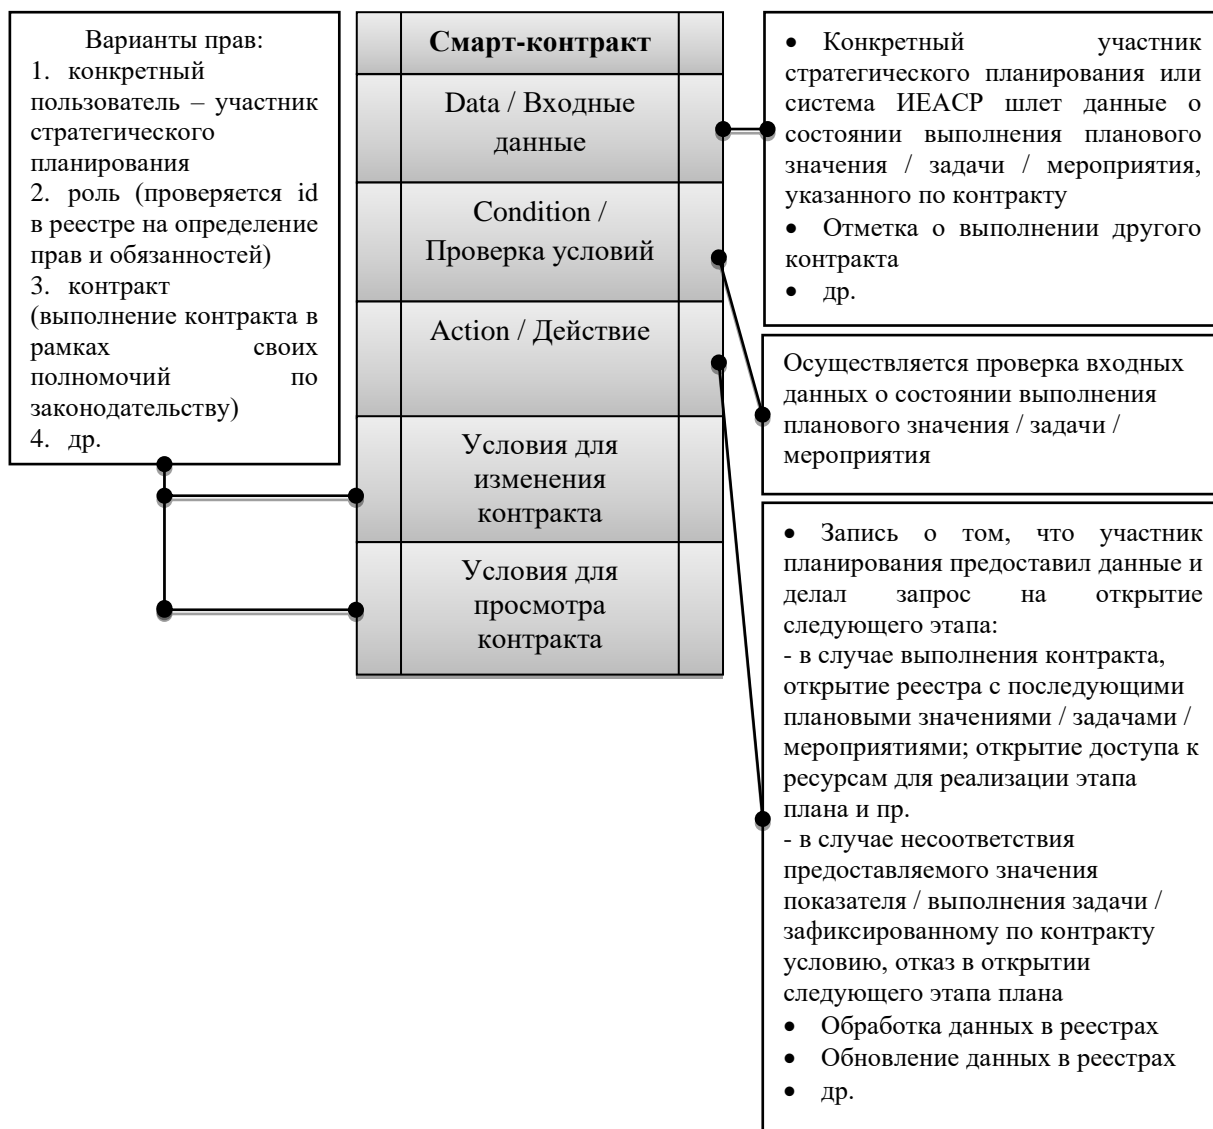 Варианты прав:
1. конкретный
пользователь – участник
стратегического
планирования
2. роль (проверяется id
в реестре на определение
прав и обязанностей)
3. контракт
(выполнение контракта в
рамках своих
полномочий по
законодательству)
4. др.
Смарт-контракт
Data / Входные
данные
Condition /
Проверка условий
Action / Действие
Условия для
изменения
контракта
Условия для
просмотра
контракта
• Конкретный участник
стратегического планирования или
система ИЕАСР шлет данные о
состоянии выполнения планового
значения / задачи / мероприятия,
указанного по контракту
• Отметка о выполнении другого
контракта
• др.
Осуществляется проверка входных
данных о состоянии выполнения
планового значения / задачи /
мероприятия
• Запись о том, что участник
планирования предоставил данные и
делал запрос на открытие
следующего этапа:
- в случае выполнения контракта,
открытие реестра с последующими
плановыми значениями / задачами /
мероприятиями; открытие доступа к
ресурсам для реализации этапа
плана и пр.
- в случае несоответствия
предоставляемого значения
показателя / выполнения задачи /
зафиксированному по контракту
условию, отказ в открытии
следующего этапа плана
• Обработка данных в реестрах
• Обновление данных в реестрах
• др.